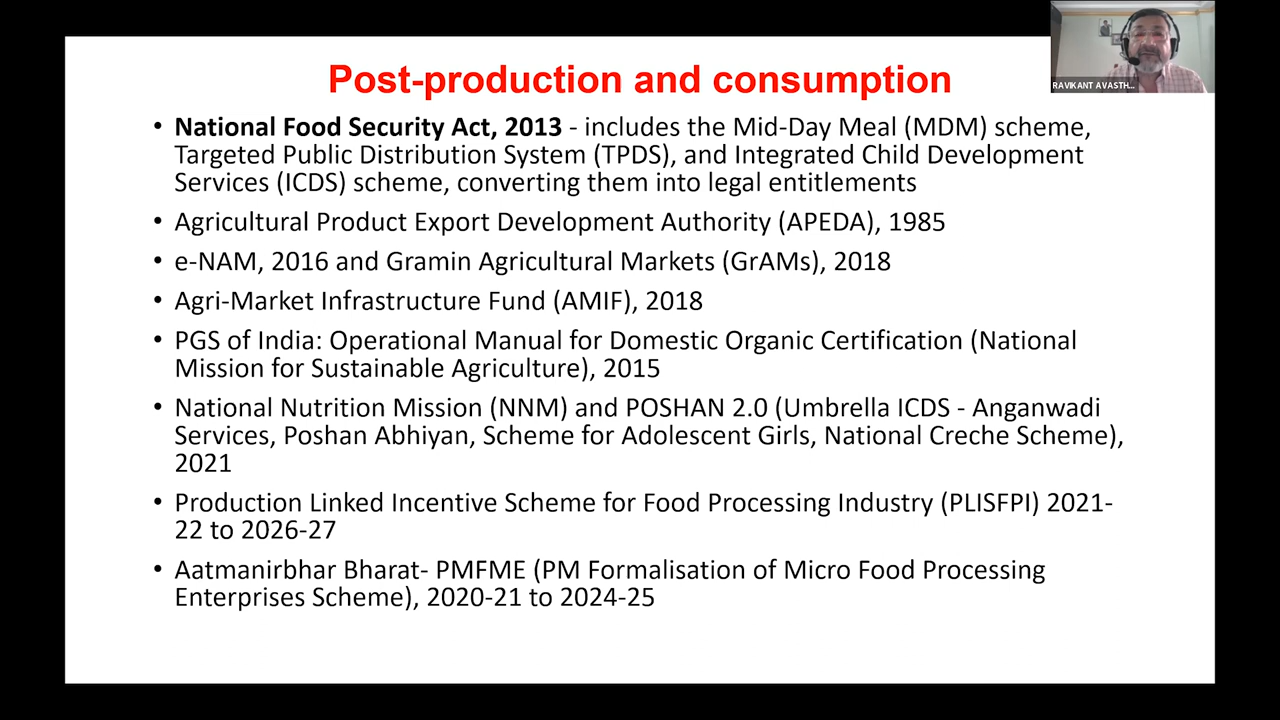 Post-production and consumption
RAVIKANT AVASTH...
• National Food Security Act, 2013 - includes the Mid-Day Meal (MDM) scheme,
Targeted Public Distribution System (TPDS), and Integrated Child Development
Services (ICDS) scheme, converting them into legal entitlements
• Agricultural Product Export Development Authority (APEDA), 1985
• e-NAM, 2016 and Gramin Agricultural Markets (GrAMs), 2018
• Agri-Market Infrastructure Fund (AMIF), 2018
• PGS of India: Operational Manual for Domestic Organic Certification (National
Mission for Sustainable Agriculture), 2015
• National Nutrition Mission (NNM) and POSHAN 2.0 (Umbrella ICDS - Anganwadi
Services, Poshan Abhiyan, Scheme for Adolescent Girls, National Creche Scheme),
2021
• Production Linked Incentive Scheme for Food Processing Industry (PLISFPI) 2021-
22 to 2026-27
• Aatmanirbhar Bharat- PMFME (PM Formalisation of Micro Food Processing
Enterprises Scheme), 2020-21 to 2024-25